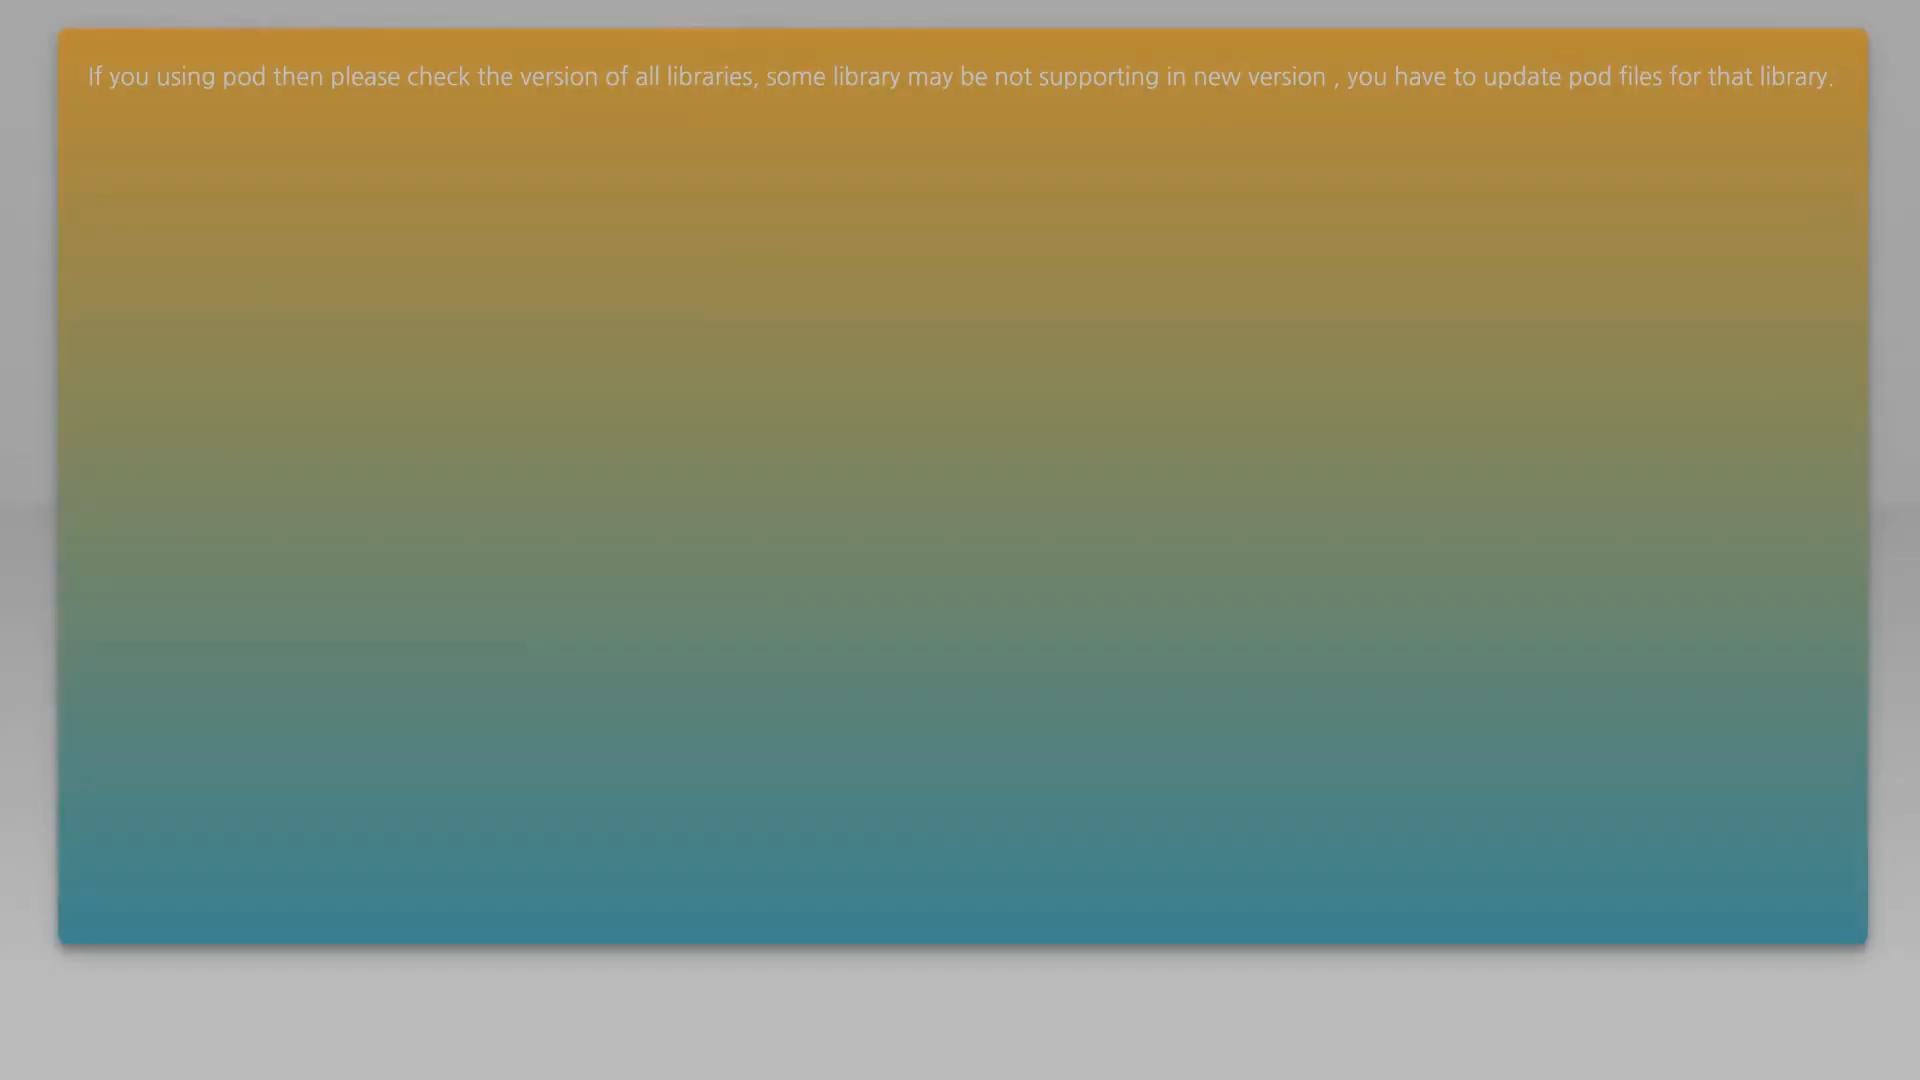 If you using pod then please check the version of all libraries, some library may be not supporting in new version , you have to update pod files for that library.